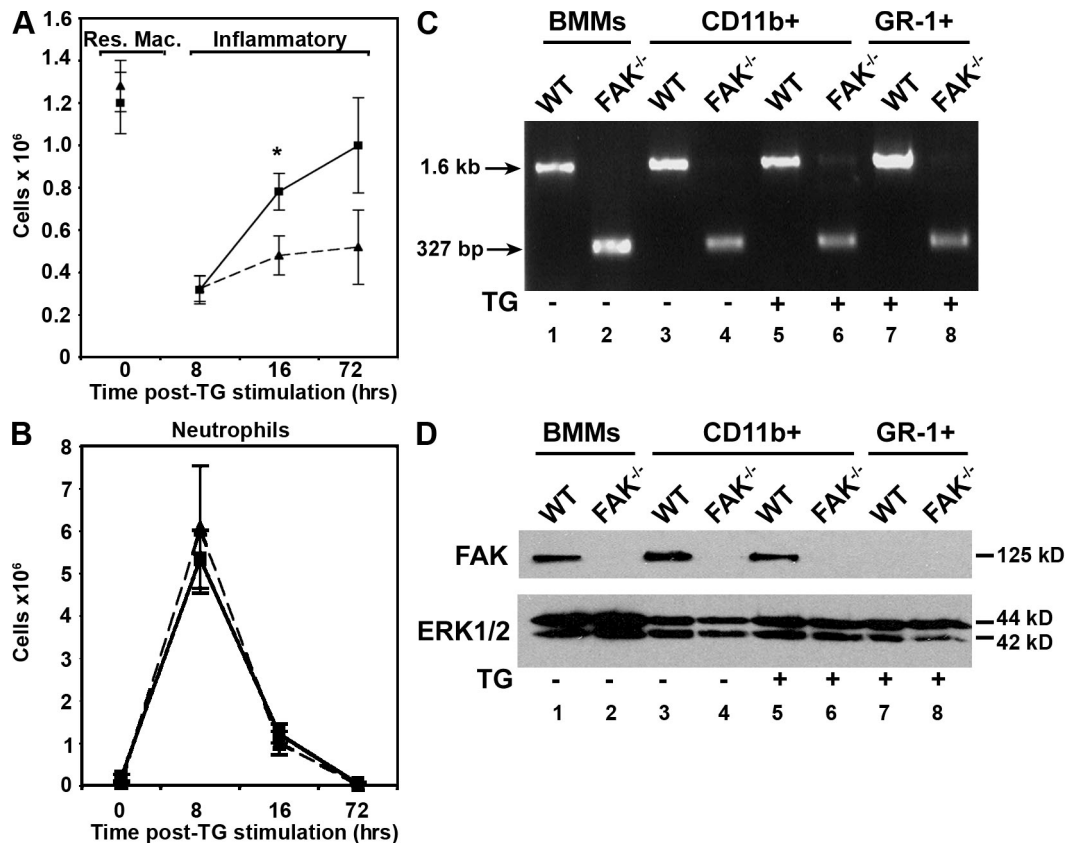 A
1.6
1.4
1.2
1.0
0.8
0.6
0.4
0.2
0
Cells x 10⁶
Res. Mac.
Inflammatory
*
0 8 16 72
Time post-TG stimulation (hrs)
B
Neutrophils
8
7
6
5
4
3
2
1
0
Cells x10⁶
0 8 16 72
Time post-TG stimulation (hrs)
C
BMMs CD11b+ GR-1+
WT FAK⁻/⁻ WT FAK⁻/⁻ WT FAK⁻/⁻ WT FAK⁻/⁻
1.6 kb
327 bp
TG - - - - + + + +
1 2 3 4 5 6 7 8
D
BMMs CD11b+ GR-1+
WT FAK⁻/⁻ WT FAK⁻/⁻ WT FAK⁻/⁻ WT FAK⁻/⁻
FAK 125 kD
ERK1/2 44 kD
42 kD
TG - - - - + + + +
1 2 3 4 5 6 7 8